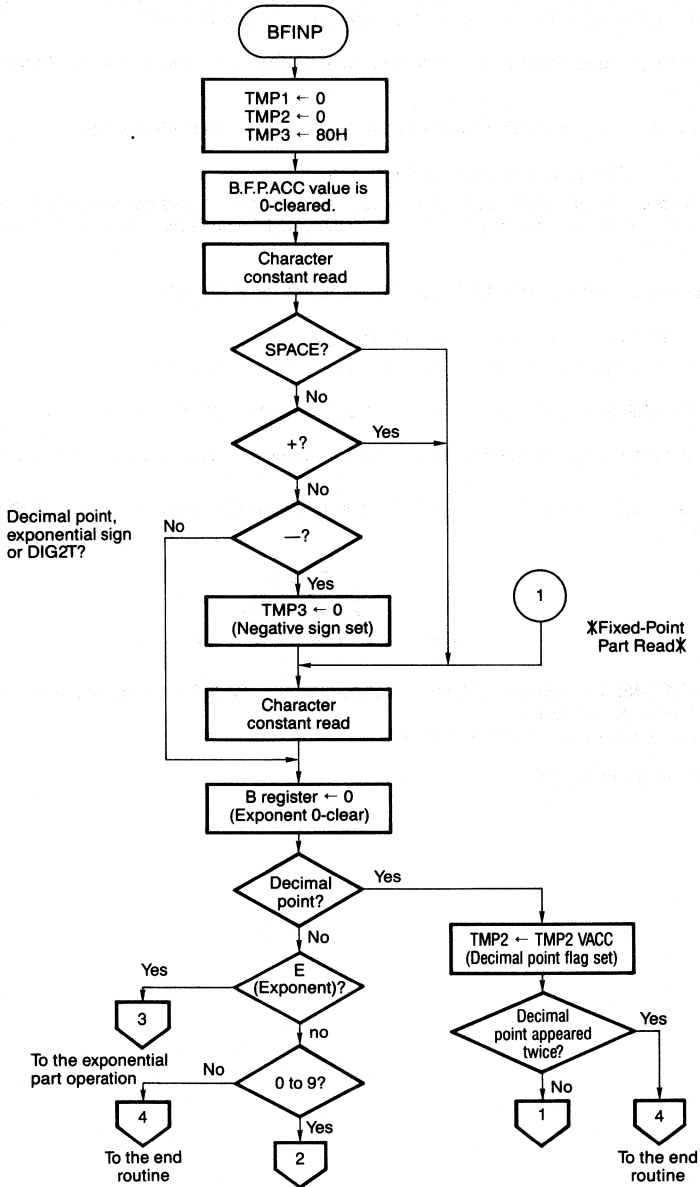 BFINP
TMP1 ← 0
TMP2 ← 0
TMP3 ← 80H
B.F.P.ACC value is
0-cleared.
Character
constant read
SPACE?
No
+?
Yes
No
Decimal point,
exponential sign
or DIG2T?
No
—?
Yes
1
TMP3 ← 0
(Negative sign set)
※Fixed-Point
Part Read※
Character
constant read
B register ← 0
(Exponent 0-clear)
Decimal
point?
Yes
No
TMP2 ← TMP2 VACC
(Decimal point flag set)
E
(Exponent)?
Yes
no
3
To the exponential
part operation
Decimal
point appeared
twice?
Yes
No
0 to 9?
No
Yes
4
To the end
routine
2
1
4
To the end
routine